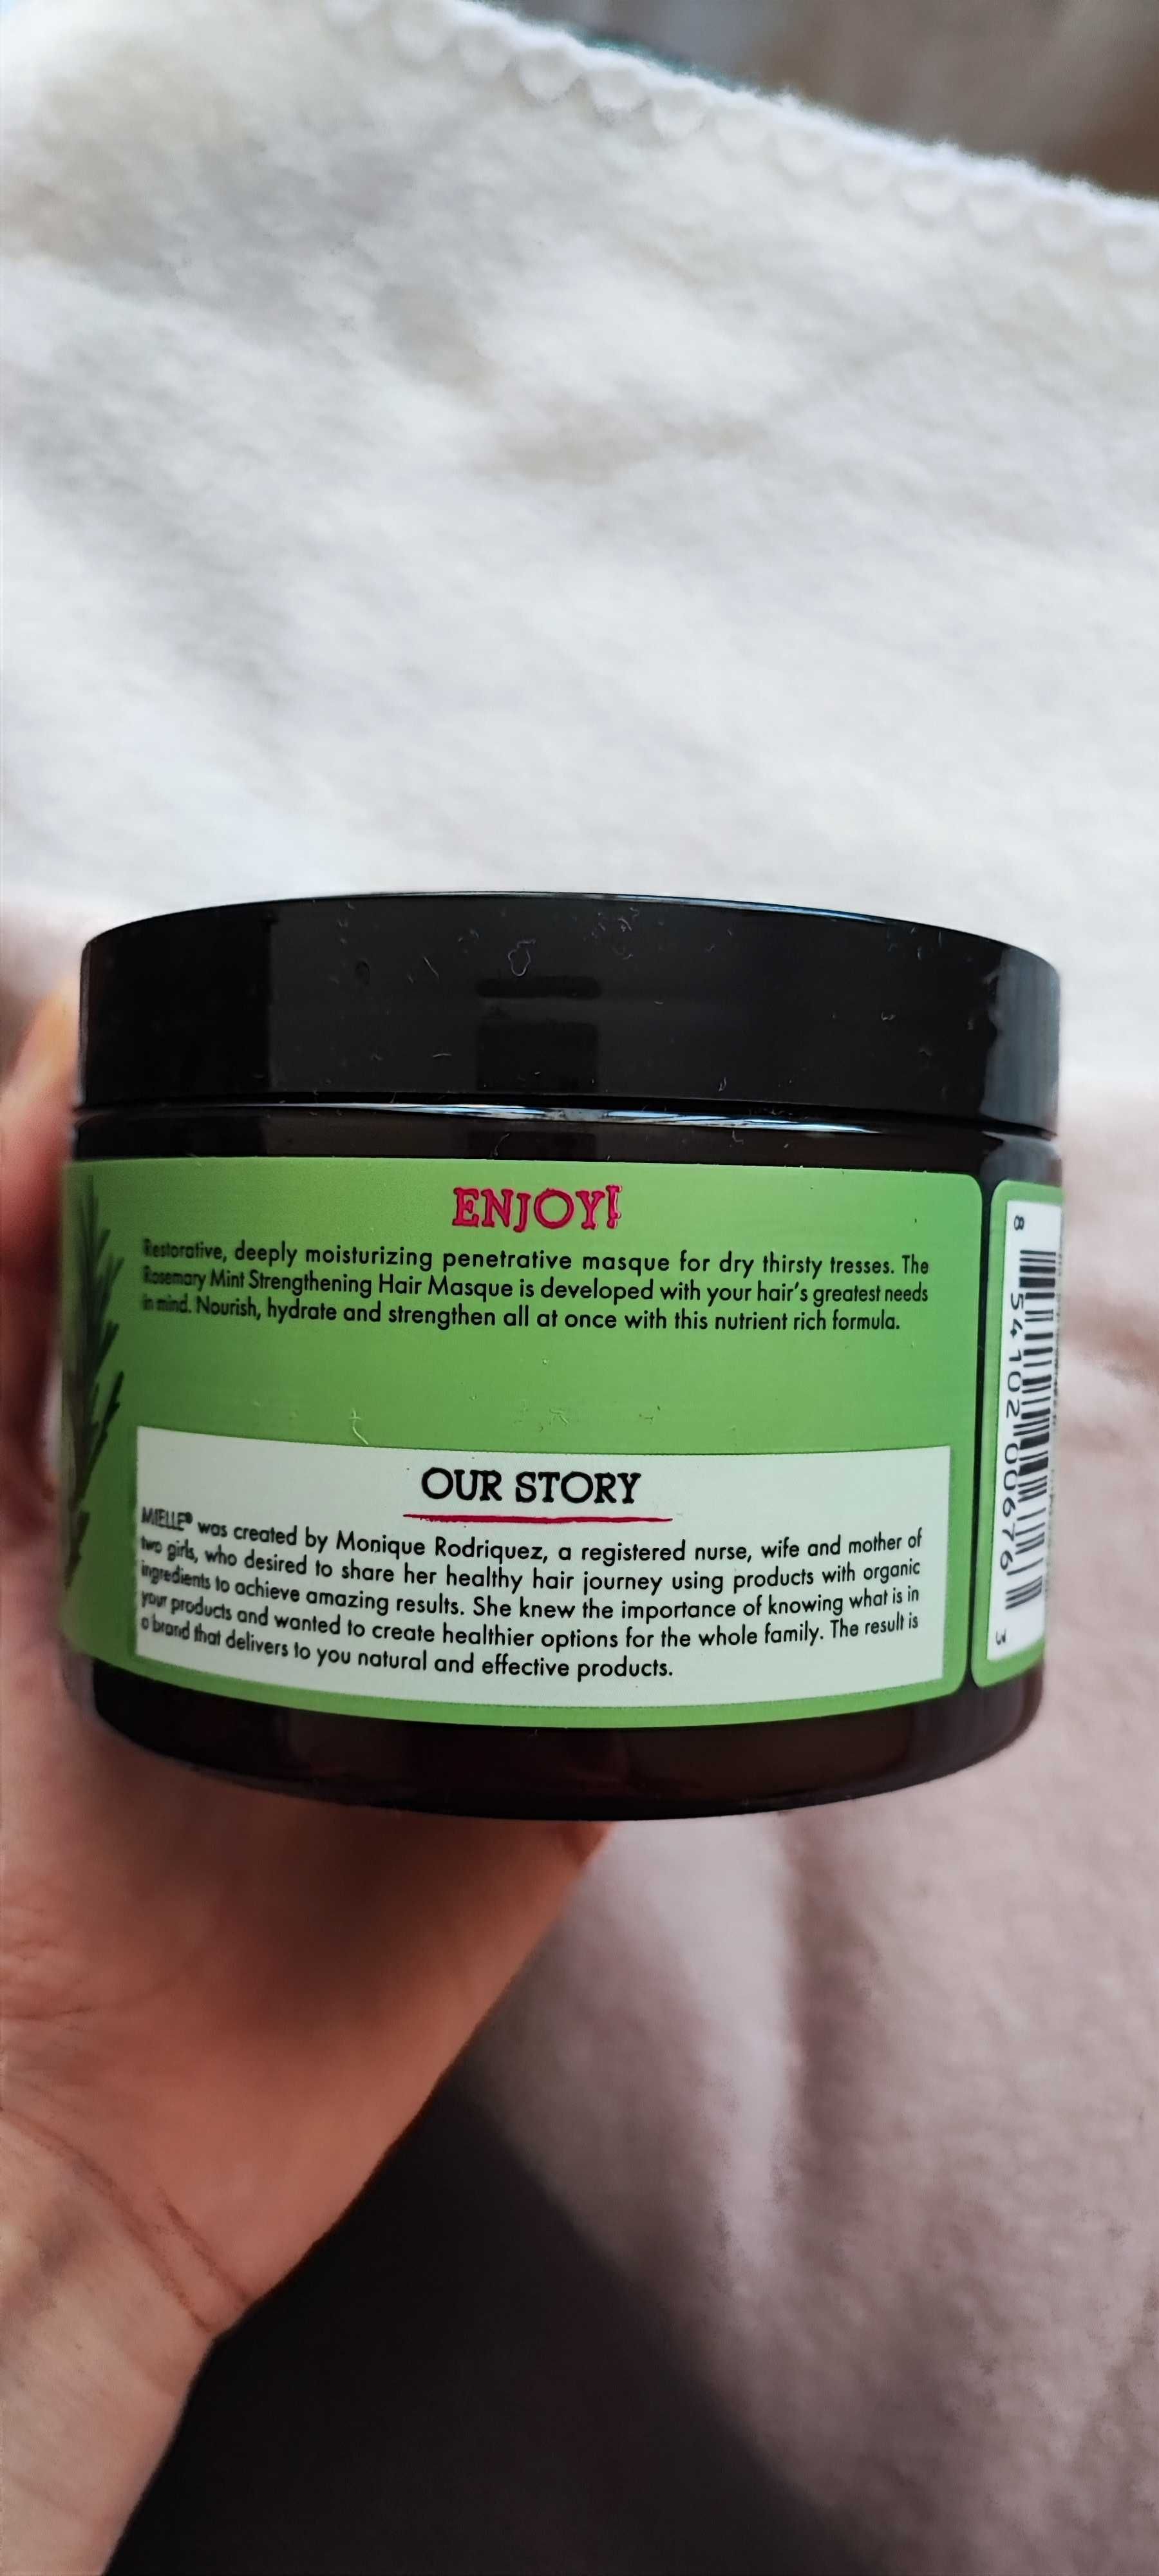 ENJOY!
Restorative, deeply moisturizing penetrative masque for dry thirsty tresses. The
Rosemary Mint Strengthening Hair Masque is developed with your hair's greatest needs
in mind. Nourish, hydrate and strengthen all at once with this nutrient rich formula.
OUR STORY
MIELLE® was created by Monique Rodriquez, a registered nurse, wife and mother of
two girls, who desired to share her healthy hair journey using products with organic
ingredients to achieve amazing results. She knew the importance of knowing what is in
your products and wanted to create healthier options for the whole family. The result is
a brand that delivers to you natural and effective products.
8 54102 00676 3